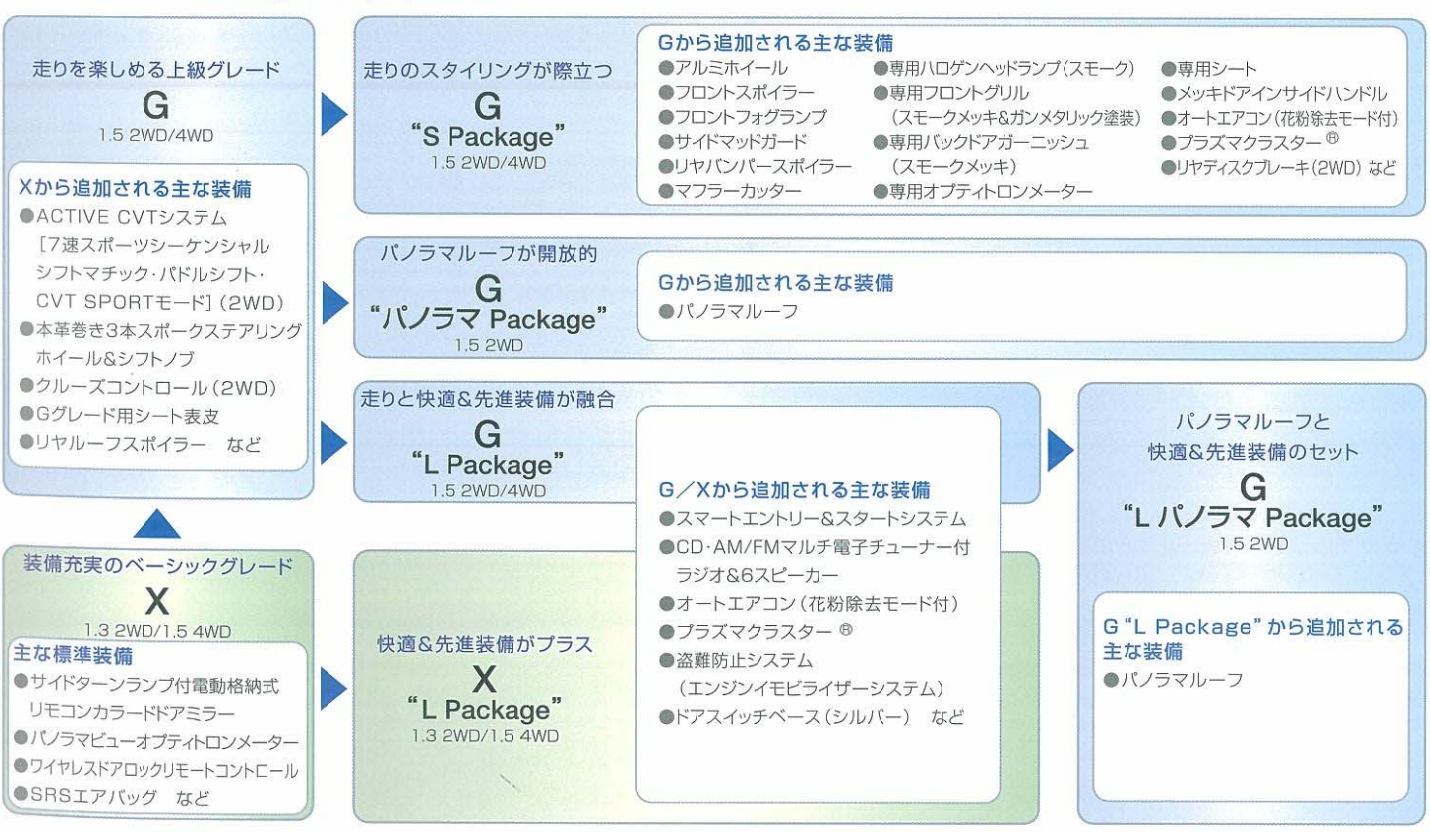 走りを楽しめる上級グレード
G
1.5 2WD/4WD
Xから追加される主な装備
●ACTIVE CVTシステム
[7速スポーツシーケンシャル
シフトマチック・パドルシフト・
CVT SPORTモード](2WD)
●本革巻き3本スポークステアリング
ホイール&シフトノブ
●クルーズコントロール(2WD)
●Gグレード用シート表皮
●リヤルーフスポイラー など
装備充実のベーシックグレード
X
1.3 2WD/1.5 4WD
主な標準装備
●サイドターンランプ付電動格納式
リモコンカラードドアミラー
●パノラマビューオプティトロンメーター
●ワイヤレスドアロックリモートコントロール
●SRSエアバッグ など
走りのスタイリングが際立つ
G
“S Package”
1.5 2WD/4WD
Gから追加される主な装備
●アルミホイール
●フロントスポイラー
●フロントフォグランプ
●サイドマッドガード
●リヤバンパースポイラー
●マフラーカッター
●専用ハロゲンヘッドランプ(スモーク)
●専用フロントグリル
(スモークメッキ&ガンメタリック塗装)
●専用バックドアガーニッシュ
(スモークメッキ)
●専用オプティトロンメーター
●専用シート
●メッキドアインサイドハンドル
●オートエアコン(花粉除去モード付)
●プラズマクラスター®
●リヤディスクブレーキ(2WD) など
パノラマルーフが開放的
G
“パノラマ Package”
1.5 2WD
Gから追加される主な装備
●パノラマルーフ
走りと快適&先進装備が融合
G
“L Package”
1.5 2WD/4WD
快適&先進装備がプラス
X
“L Package”
1.3 2WD/1.5 4WD
G/Xから追加される主な装備
●スマートエントリー&スタートシステム
●CD・AM/FMマルチ電子チューナー付
ラジオ&6スピーカー
●オートエアコン(花粉除去モード付)
●プラズマクラスター®
●盗難防止システム
(エンジンイモビライザーシステム)
●ドアスイッチベース(シルバー) など
パノラマルーフと
快適&先進装備のセット
G
“L パノラマ Package”
1.5 2WD
G “L Package” から追加される
主な装備
●パノラマルーフ